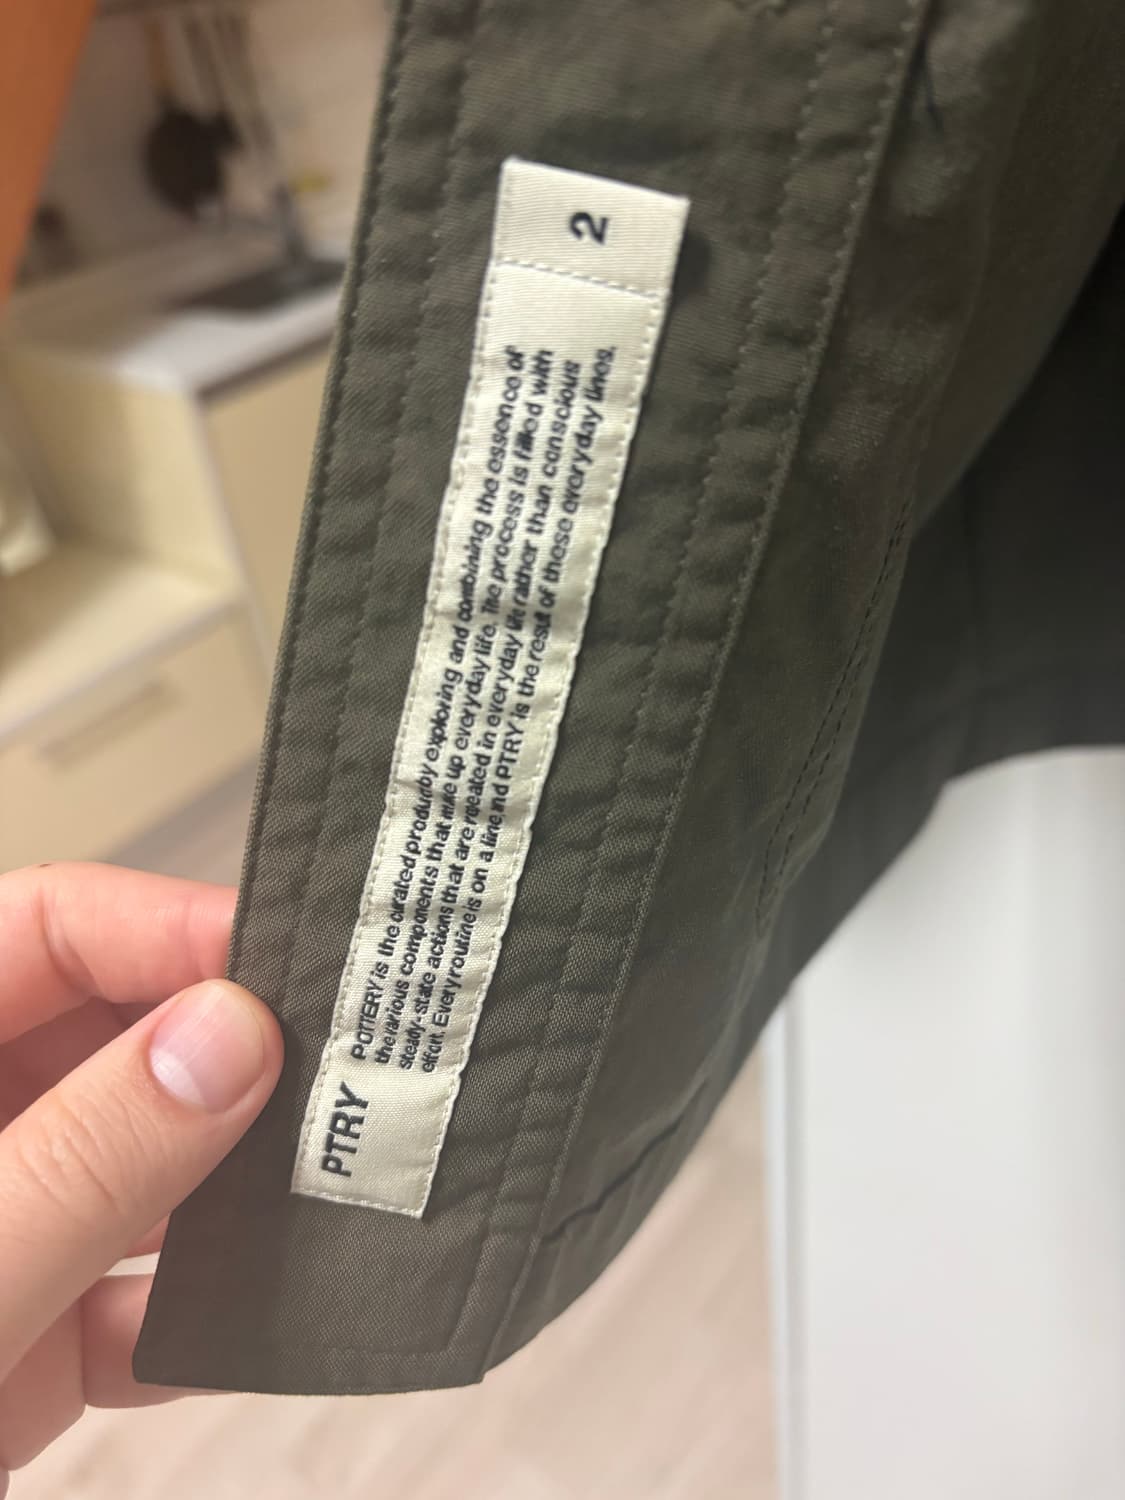 PTRY
POTTERY is the curated product by exploring and combining the essence of
the various components that make up everyday life. The process is filled with
steady-state actions that are repeated in everyday life rather than conscious
effort. Every routine is on a line and PTRY is the result of these everyday lines.
2